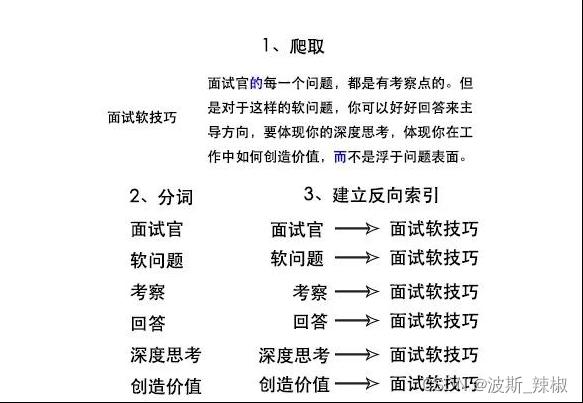 1、爬取
面试软技巧
面试官的每一个问题，都是有考察点的。但
是对于这样的软问题，你可以好好回答来主
导方向，要体现你的深度思考，体现你在工
作中如何创造价值，而不是浮于问题表面。
2、分词
面试官
软问题
考察
回答
深度思考
创造价值
3、建立反向索引
面试官 → 面试软技巧
软问题 → 面试软技巧
考察 → 面试软技巧
回答 → 面试软技巧
深度思考 → 面试软技巧
创造价值 → 面试软技巧
@波斯_辣椒